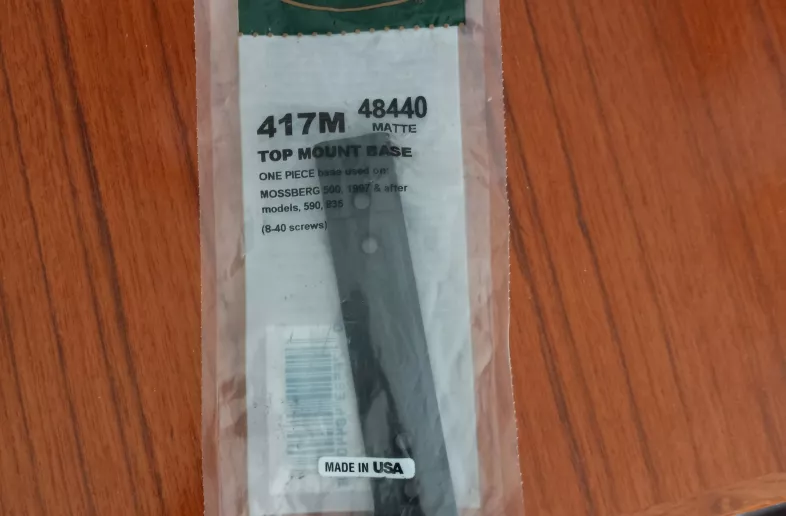 417M 48440
MATTE
TOP MOUNT BASE
ONE PIECE base used on:
MOSSBERG 500, 1997 & after
models, 590, 835
(8-40 screws)
MADE IN USA